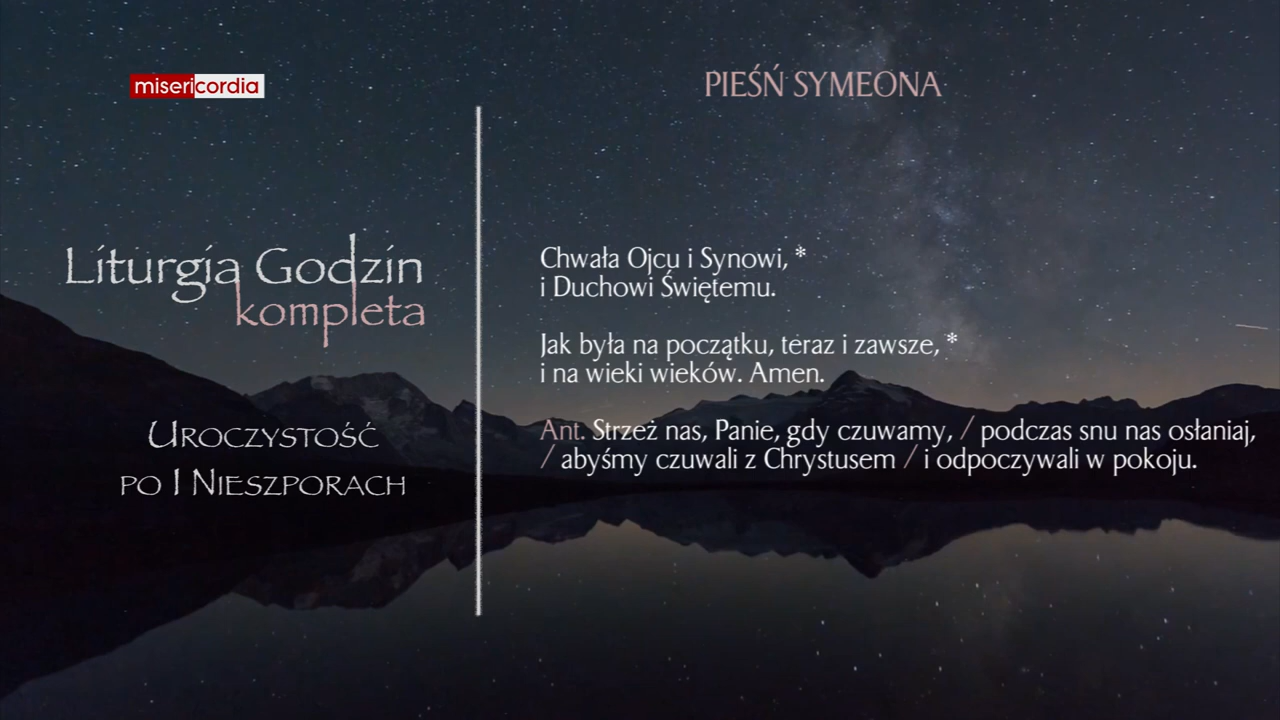 misericordia
PIEŚŃ SYMEONA
Liturgia Godzin
kompleta
Uroczystość
po I Nieszporach
Chwała Ojcu i Synowi, *
i Duchowi Świętemu.
Jak była na początku, teraz i zawsze, *
i na wieki wieków. Amen.
Ant. Strzeż nas, Panie, gdy czuwamy, / podczas snu nas osłaniaj,
/ abyśmy czuwali z Chrystusem / i odpoczywali w pokoju.